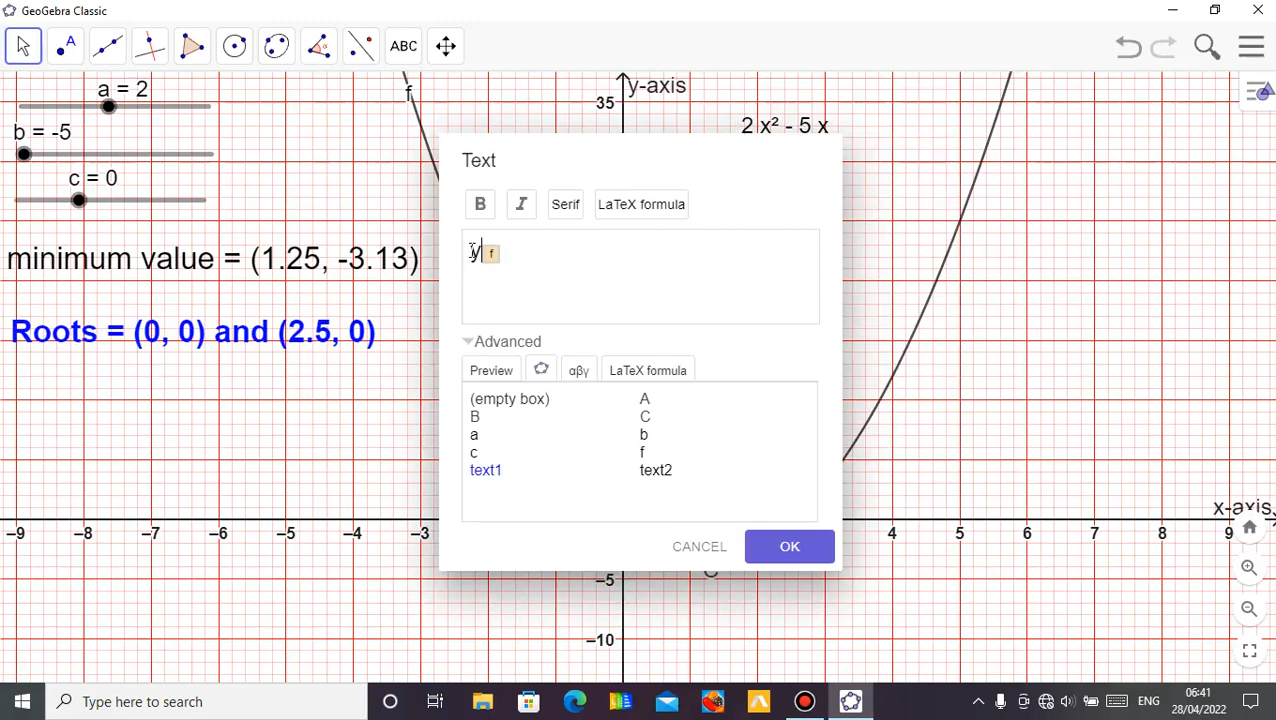 GeoGebra Classic
A
ABC
a = 2
b = -5
c = 0
minimum value = (1.25, -3.13)
Roots = (0, 0) and (2.5, 0)
f
y-axis
35
2 x² - 5 x
x-axis
−9 −8 −7 −6 −5 −4 −3 4 5 6 7 8 9
−5
−10
Text
B I Serif LaTeX formula
y f
Advanced
Preview αβγ LaTeX formula
(empty box) A
B C
a b
c f
text1 text2
CANCEL OK
Type here to search
ENG
06:41
28/04/2022